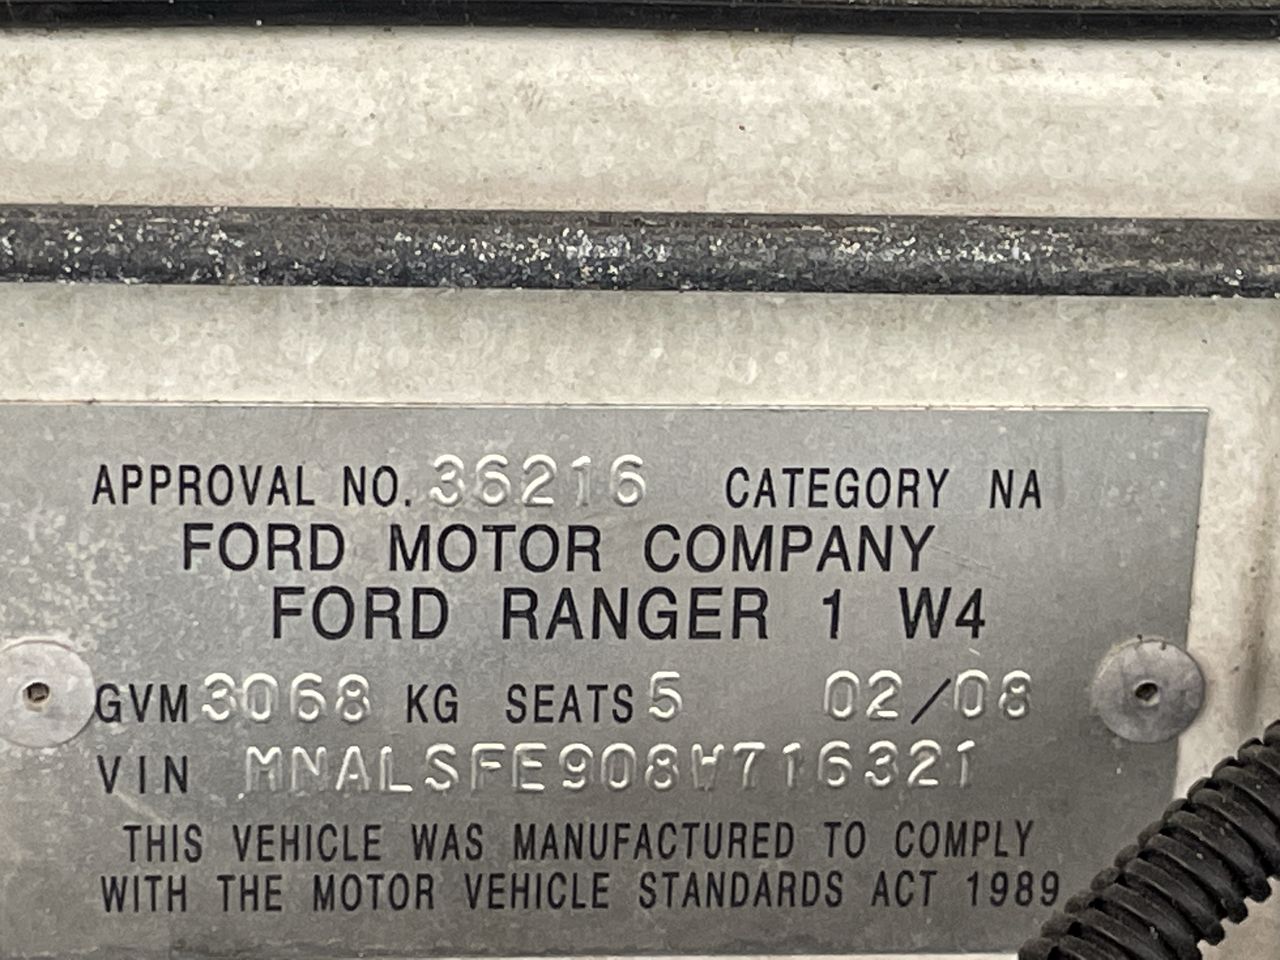 APPROVAL NO. 36216 CATEGORY NA
FORD MOTOR COMPANY
FORD RANGER 1 W4
GVM 3068 KG SEATS 5 02/08
VIN MNALSFE908W716321
THIS VEHICLE WAS MANUFACTURED TO COMPLY
WITH THE MOTOR VEHICLE STANDARDS ACT 1989